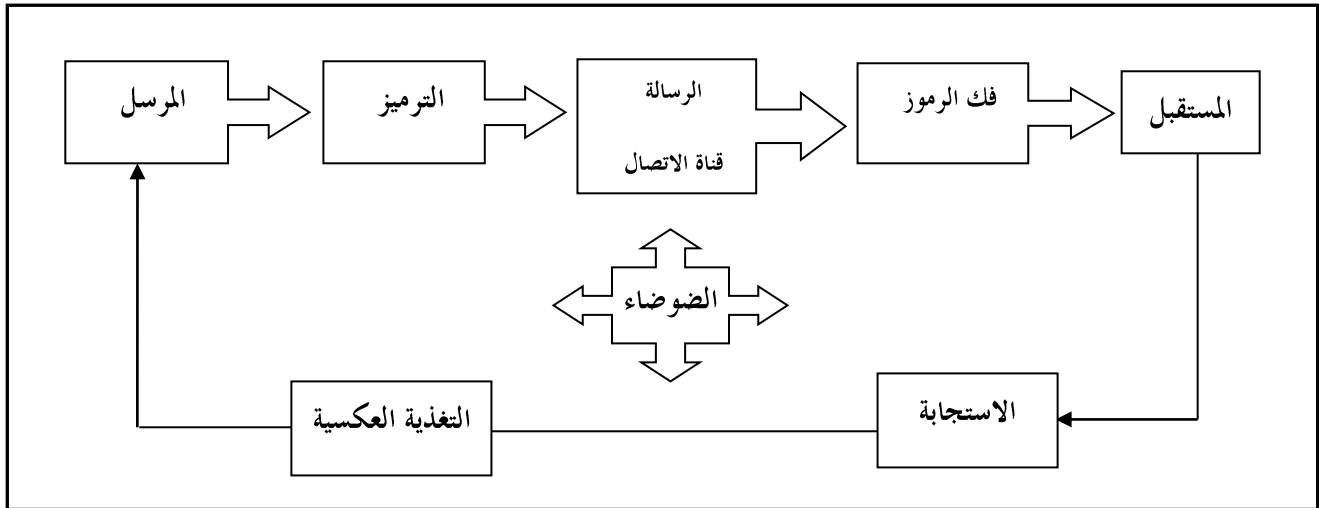 المرسل
الترميز
الرسالة
قناة الاتصال
فك الرموز
المستقبل
الضوضاء
الاستجابة
التغذية العكسية